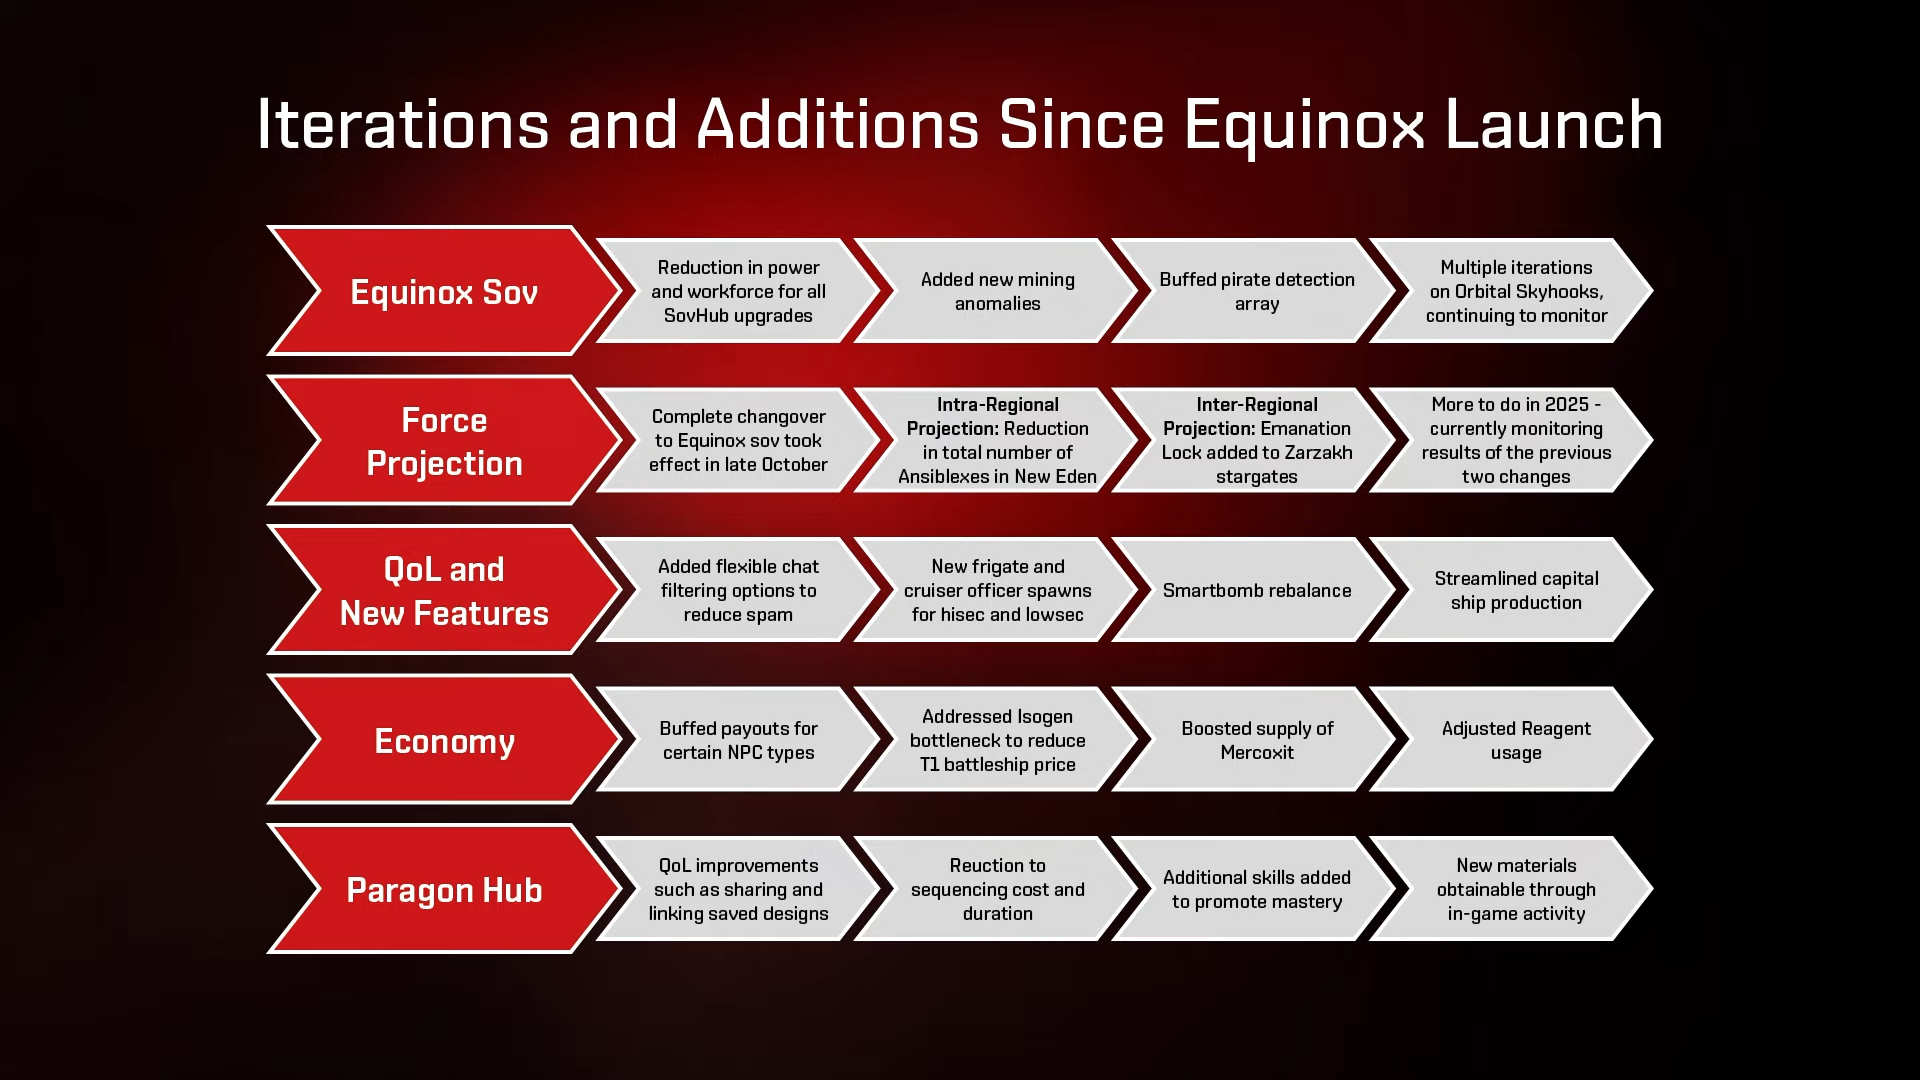 Iterations and Additions Since Equinox Launch
Equinox Sov
Reduction in power
and workforce for all
SovHub upgrades
Added new mining
anomalies
Buffed pirate detection
array
Multiple iterations
on Orbital Skyhooks,
continuing to monitor
Force
Projection
Complete changover
to Equinox sov took
effect in late October
Intra-Regional
Projection: Reduction
in total number of
Ansiblexes in New Eden
Inter-Regional
Projection: Emanation
Lock added to Zarzakh
stargates
More to do in 2025 -
currently monitoring
results of the previous
two changes
QoL and
New Features
Added flexible chat
filtering options to
reduce spam
New frigate and
cruiser officer spawns
for hisec and lowsec
Smartbomb rebalance
Streamlined capital
ship production
Economy
Buffed payouts for
certain NPC types
Addressed Isogen
bottleneck to reduce
T1 battleship price
Boosted supply of
Mercoxit
Adjusted Reagent
usage
Paragon Hub
QoL improvements
such as sharing and
linking saved designs
Reuction to
sequencing cost and
duration
Additional skills added
to promote mastery
New materials
obtainable through
in-game activity